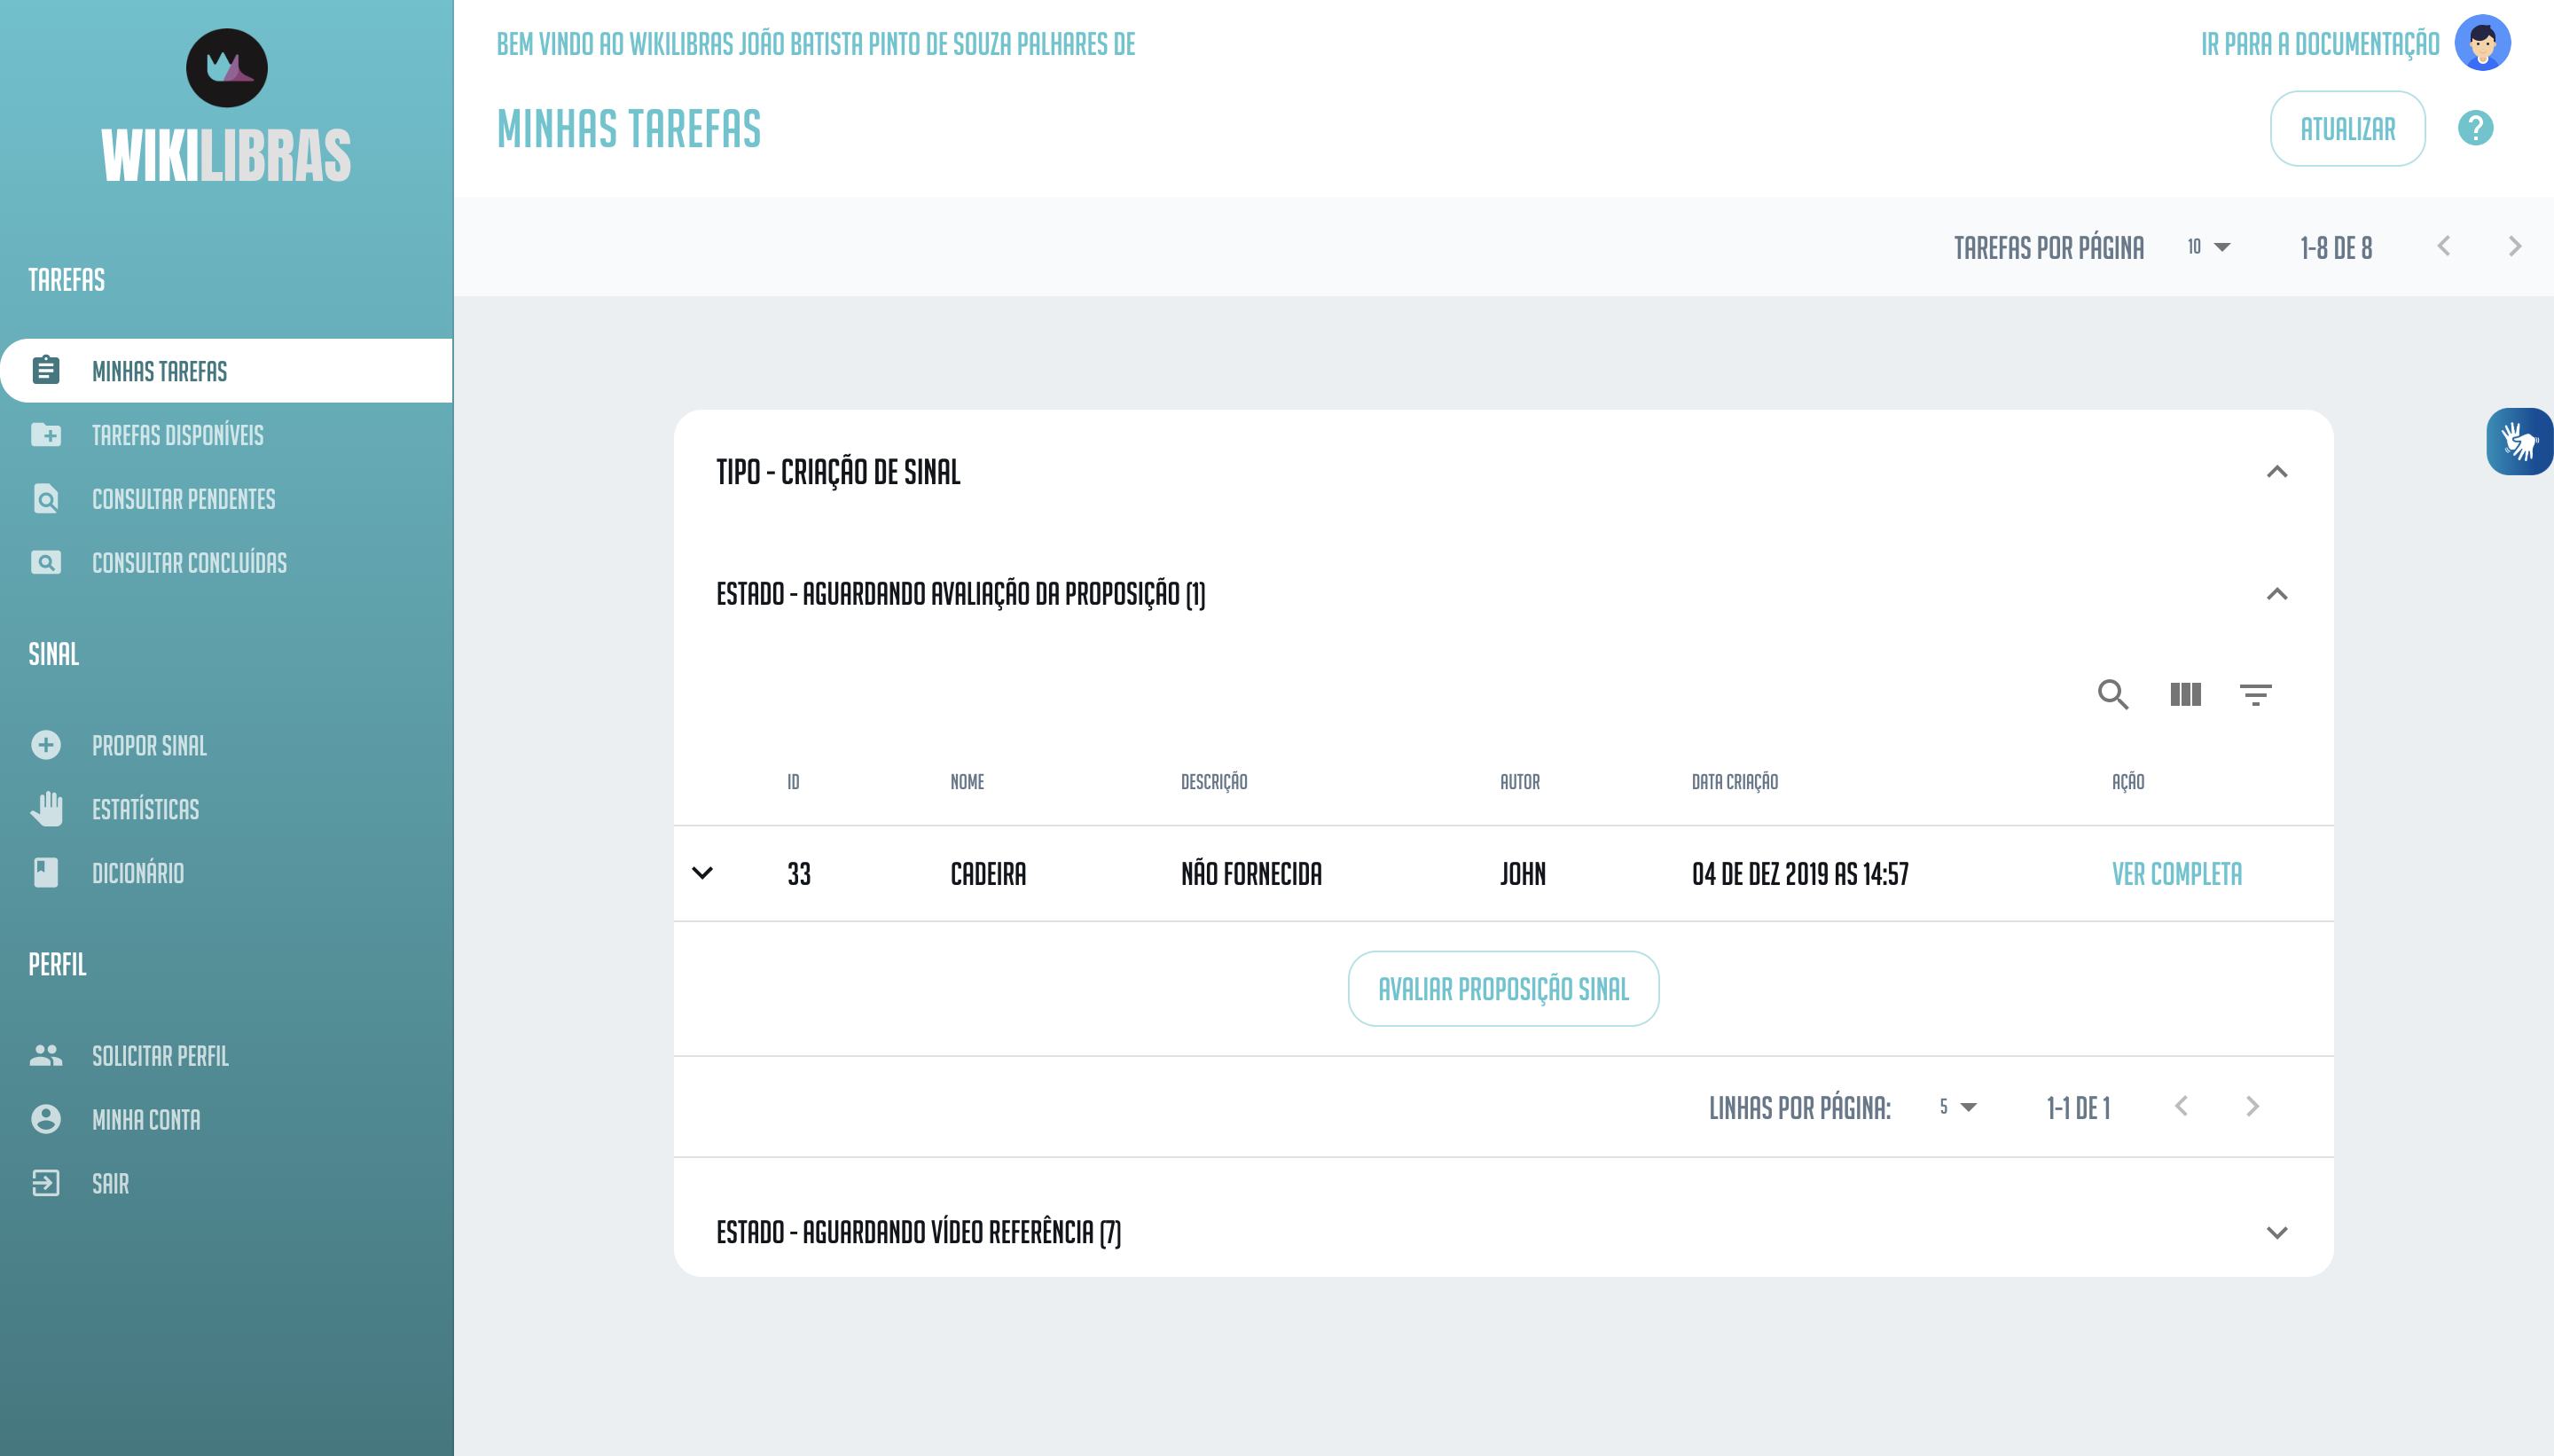 WIKILIBRAS
TAREFAS
MINHAS TAREFAS
TAREFAS DISPONÍVEIS
CONSULTAR PENDENTES
CONSULTAR CONCLUÍDAS
SINAL
PROPOR SINAL
ESTATÍSTICAS
DICIONÁRIO
PERFIL
SOLICITAR PERFIL
MINHA CONTA
SAIR
BEM VINDO AO WIKILIBRAS JOÃO BATISTA PINTO DE SOUZA PALHARES DE
IR PARA A DOCUMENTAÇÃO
MINHAS TAREFAS
ATUALIZAR
?
TAREFAS POR PÁGINA 10 1-8 DE 8
TIPO - CRIAÇÃO DE SINAL
ESTADO - AGUARDANDO AVALIAÇÃO DA PROPOSIÇÃO (1)
ID NOME DESCRIÇÃO AUTOR DATA CRIAÇÃO AÇÃO
33 CADEIRA NÃO FORNECIDA JOHN 04 DE DEZ 2019 AS 14:57 VER COMPLETA
AVALIAR PROPOSIÇÃO SINAL
LINHAS POR PÁGINA: 5 1-1 DE 1
ESTADO - AGUARDANDO VÍDEO REFERÊNCIA (7)